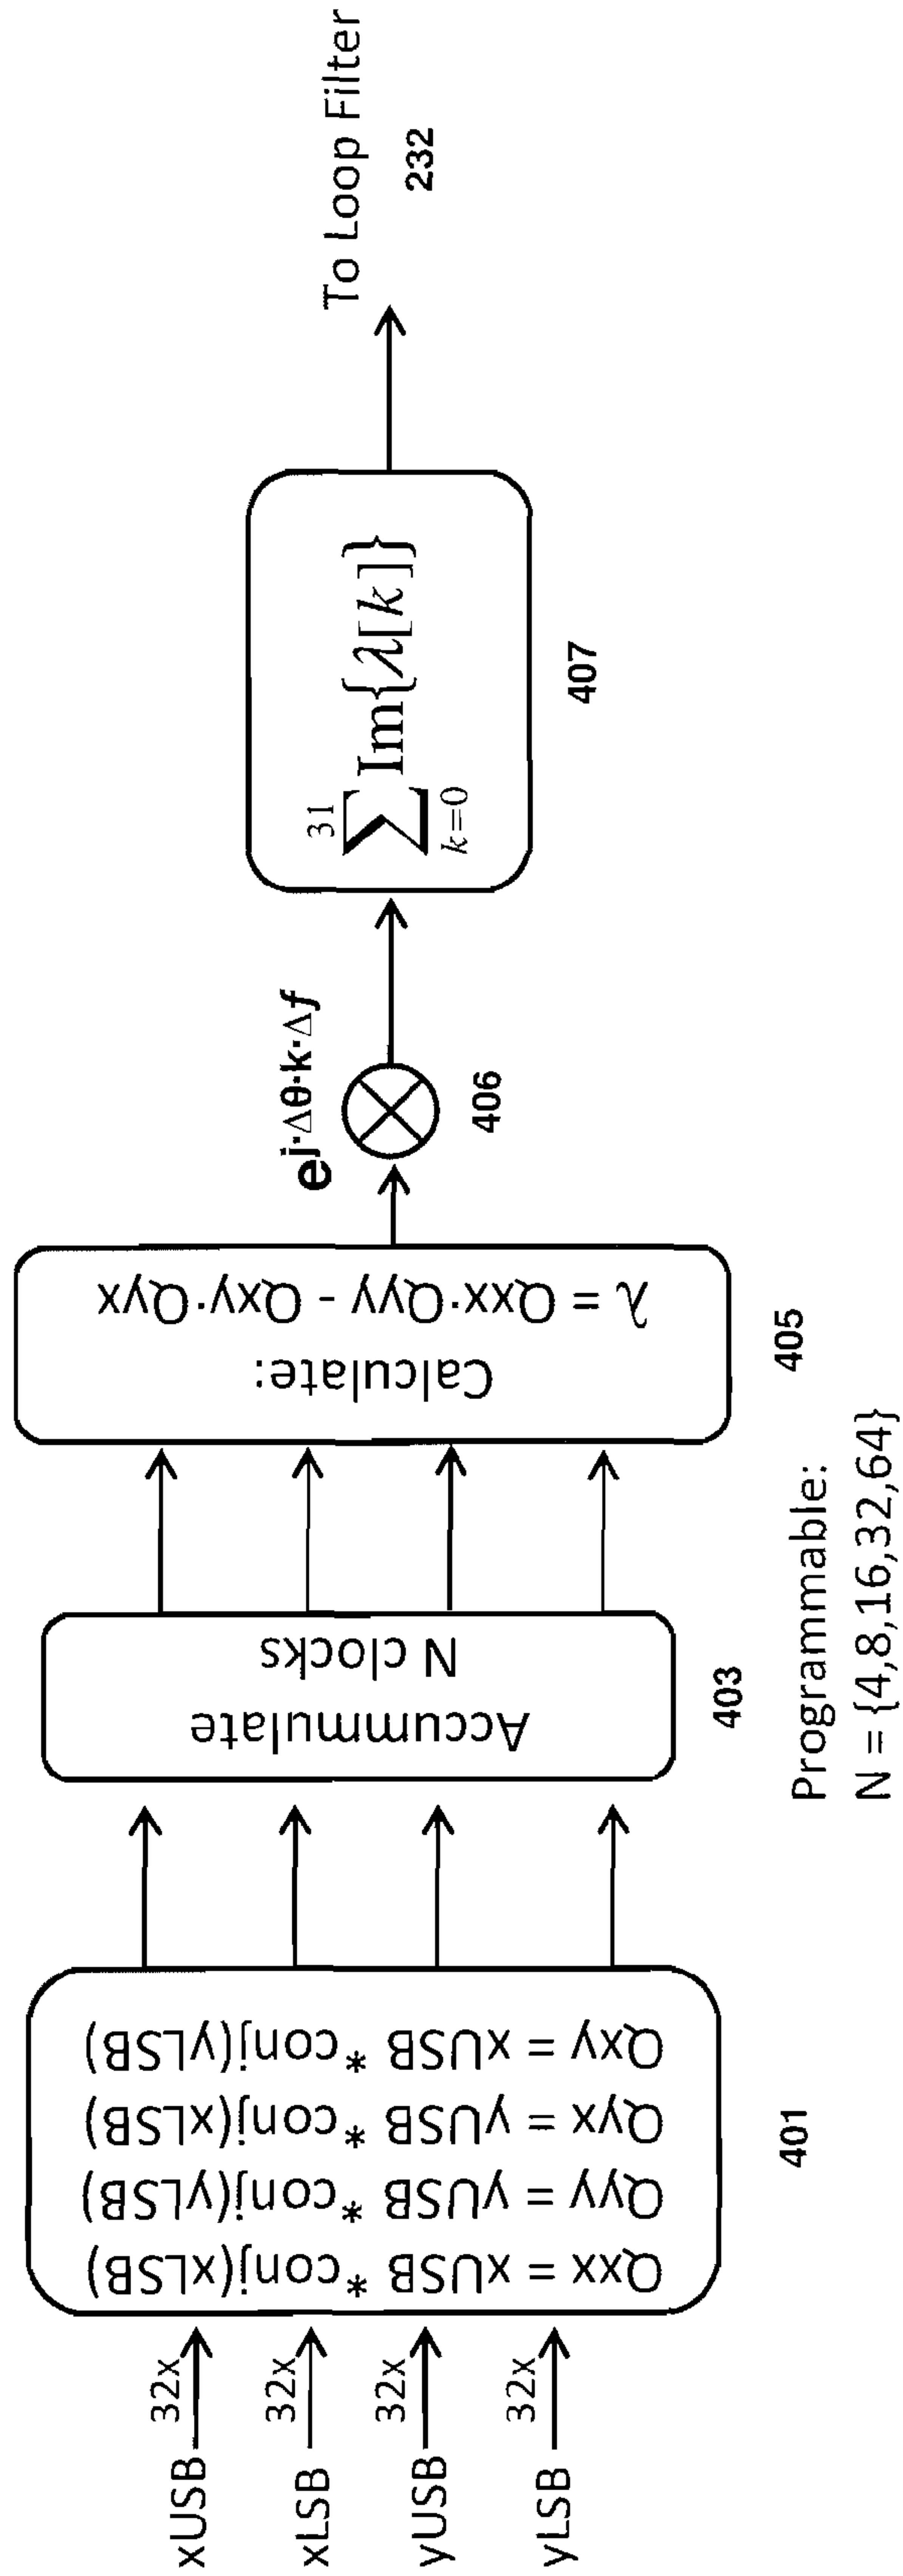 xUSB 32x
xLSB 32x
yUSB 32x
yLSB 32x
Qxx = xUSB *conj(xLSB)
Qyy = yUSB *conj(yLSB)
Qyx = yUSB *conj(xLSB)
Qxy = xUSB *conj(yLSB)
401
Accummulate
N clocks
403
Programmable:
N = {4,8,16,32,64}
Calculate:
λ = Qxx·Qyy - Qxy·Qyx
405
e^j·Δθ·k·Δf
406
31
∑ Im{λ[k]}
k=0
407
To Loop Filter
232